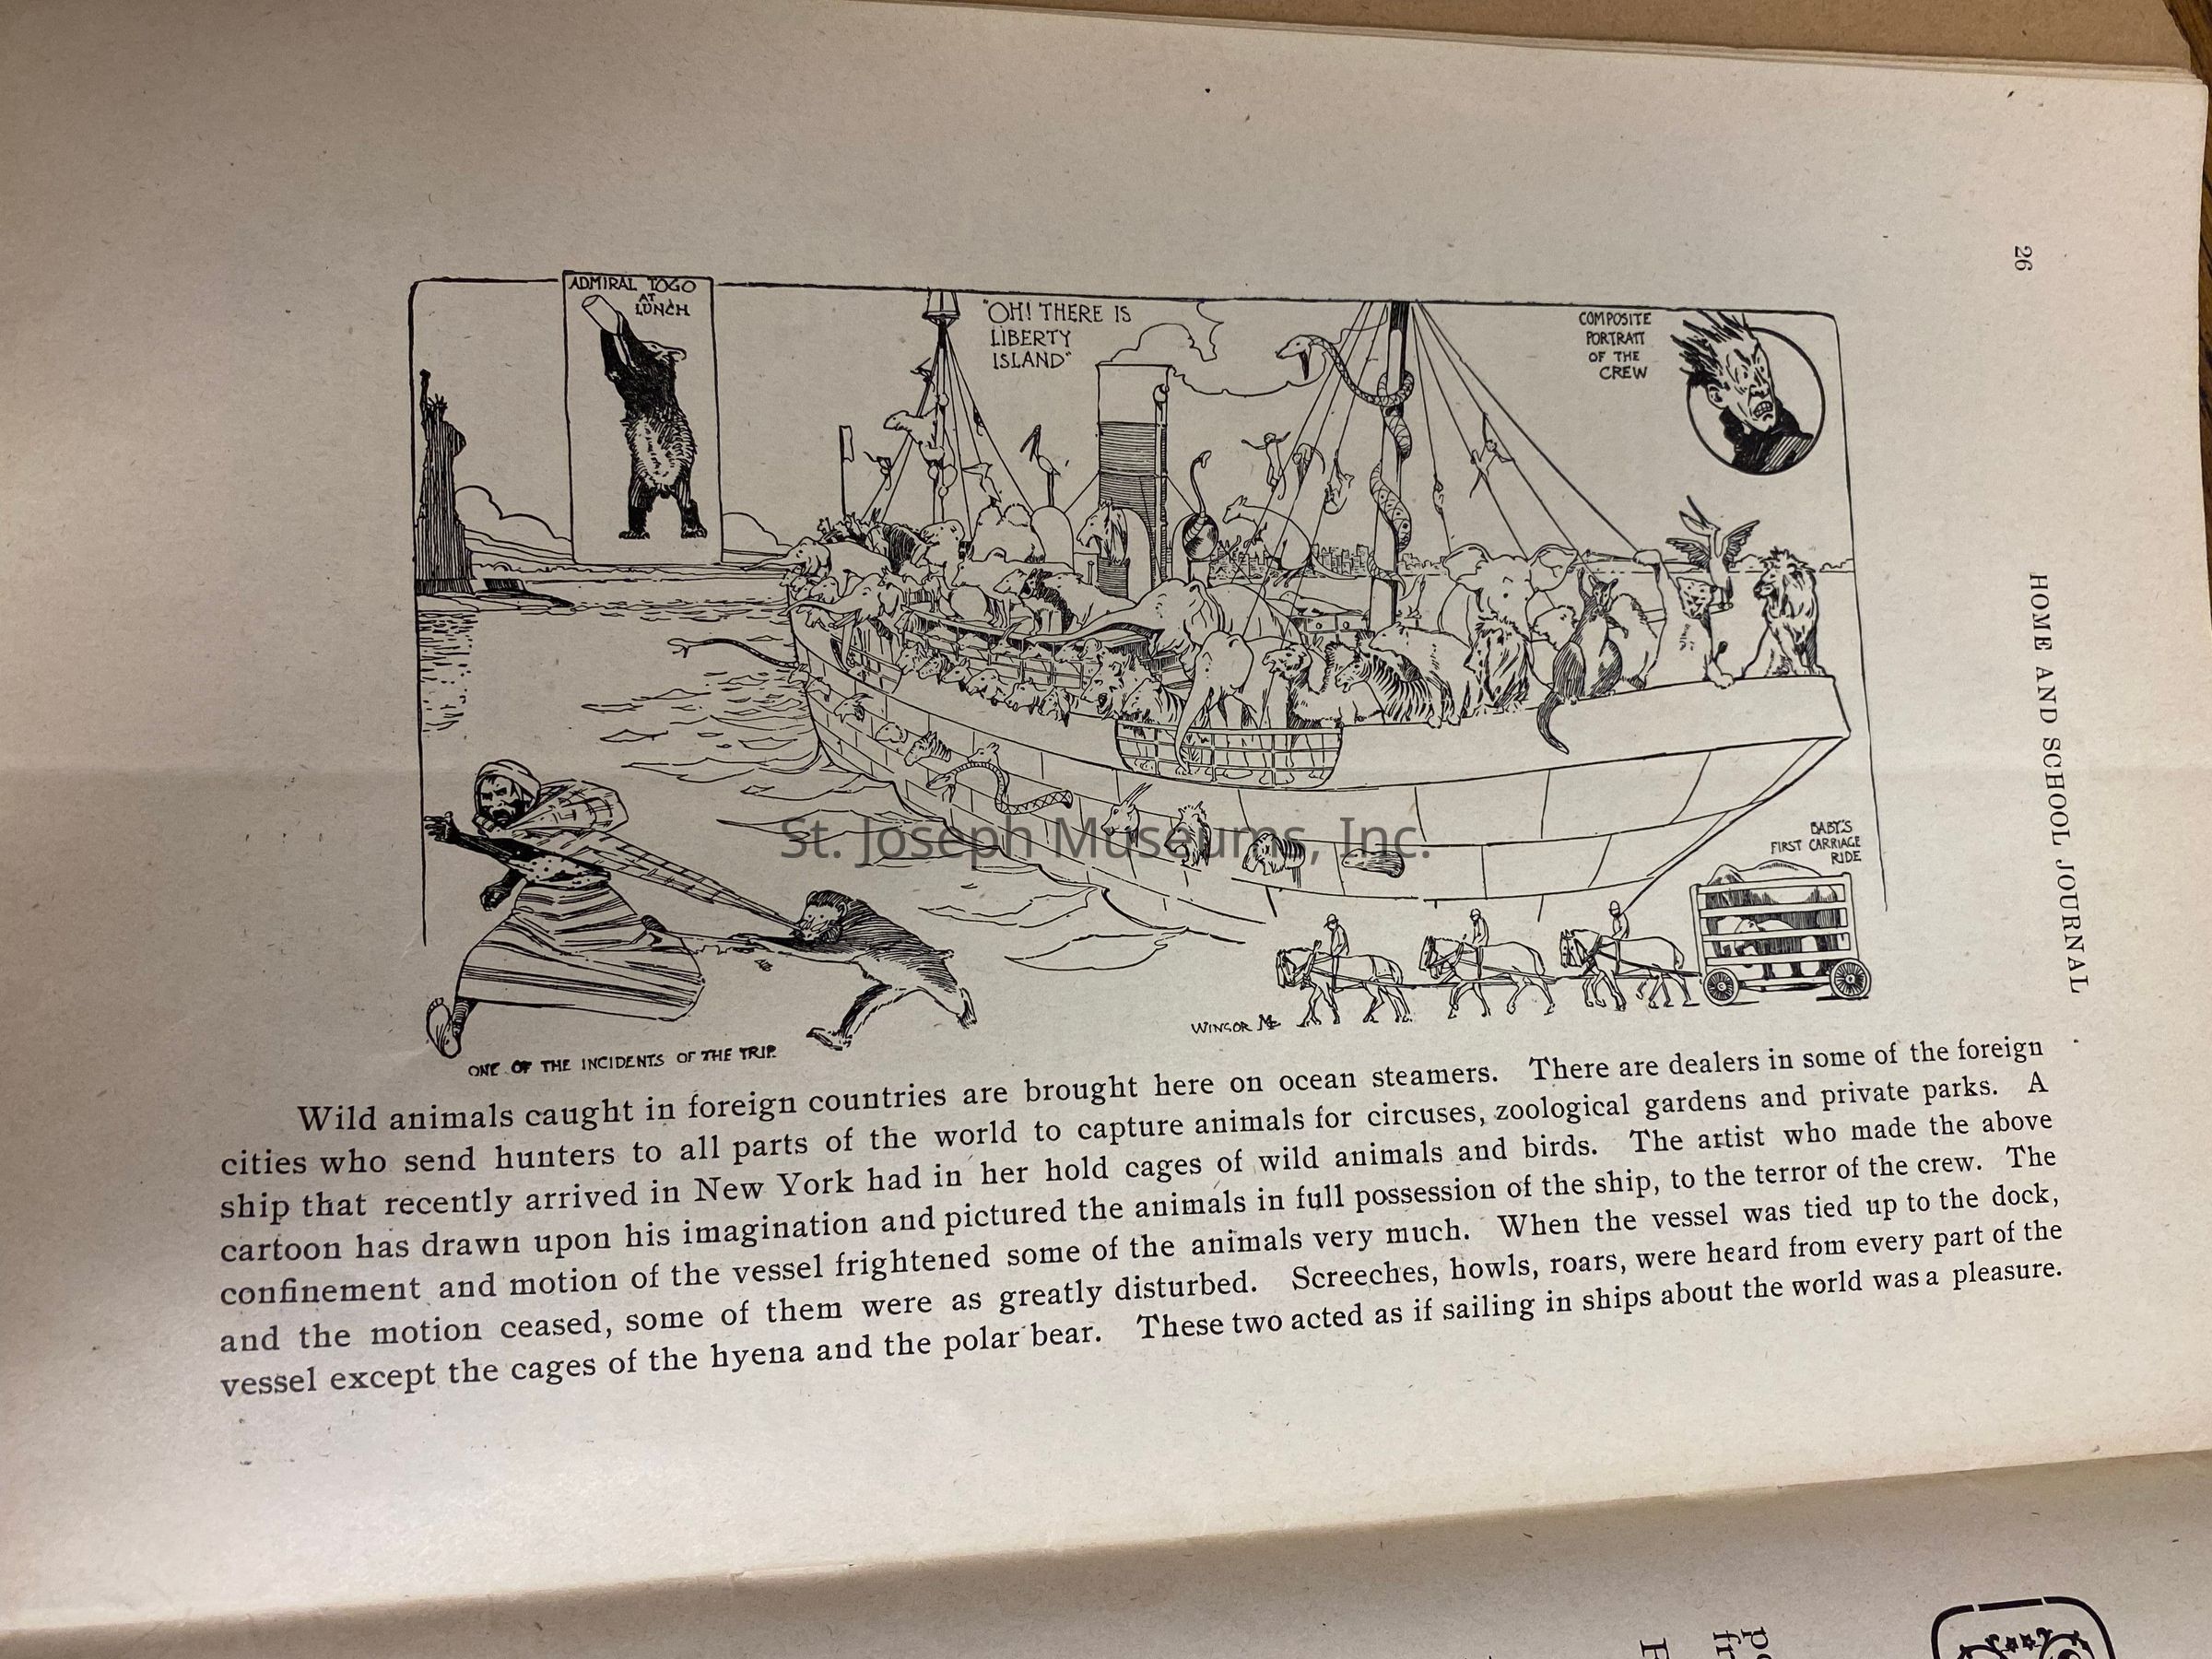 26
HOME AND SCHOOL JOURNAL
ADMIRAL TOGO
AT
LUNCH
"OH! THERE IS
LIBERTY
ISLAND"
COMPOSITE
PORTRAIT
OF THE
CREW
St. Joseph Museums, Inc.
BABY'S
FIRST CARRIAGE
RIDE
WINSOR Mc
ONE OF THE INCIDENTS OF THE TRIP.
Wild animals caught in foreign countries are brought here on ocean steamers. There are dealers in some of the foreign
cities who send hunters to all parts of the world to capture animals for circuses, zoological gardens and private parks. A
ship that recently arrived in New York had in her hold cages of wild animals and birds. The artist who made the above
cartoon has drawn upon his imagination and pictured the animals in full possession of the ship, to the terror of the crew. The
confinement and motion of the vessel frightened some of the animals very much. When the vessel was tied up to the dock,
and the motion ceased, some of them were as greatly disturbed. Screeches, howls, roars, were heard from every part of the
vessel except the cages of the hyena and the polar bear. These two acted as if sailing in ships about the world was a pleasure.